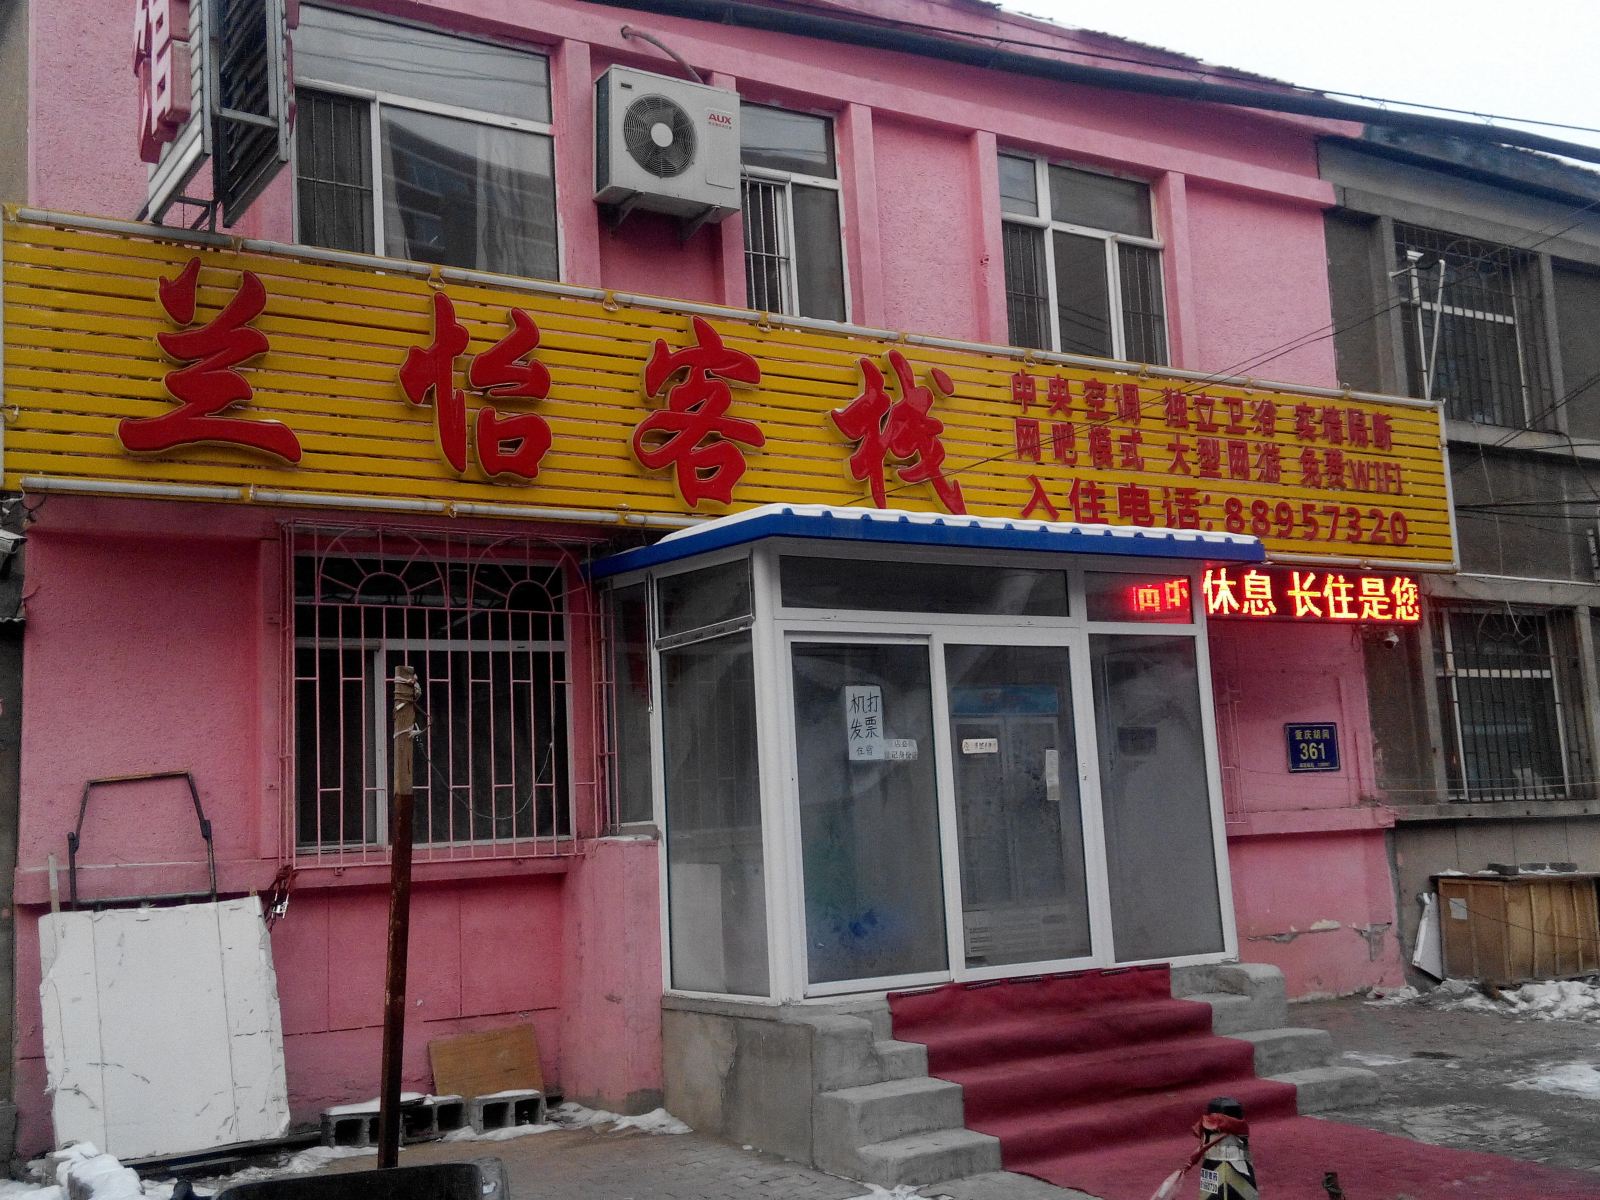 AUX
兰怡客栈
中央空调 独立卫浴 实墙隔断
网吧模式 大型网游 免费WIFI
入住电话:88957320
休息 长住是您
机打
发票
住宿
重庆胡同
361